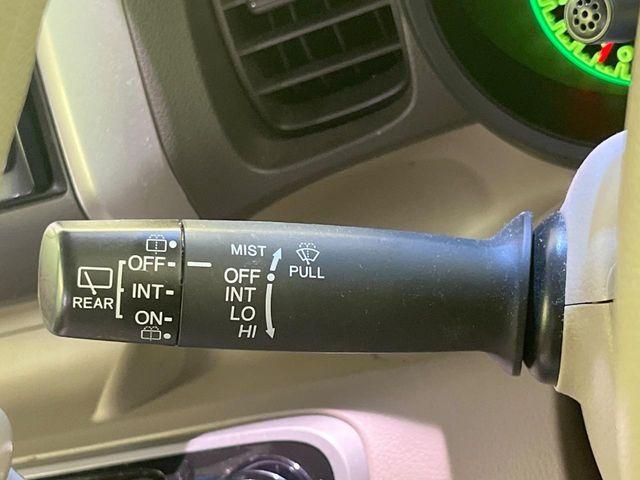 REAR
OFF
INT
ON
MIST
PULL
OFF
INT
LO
HI